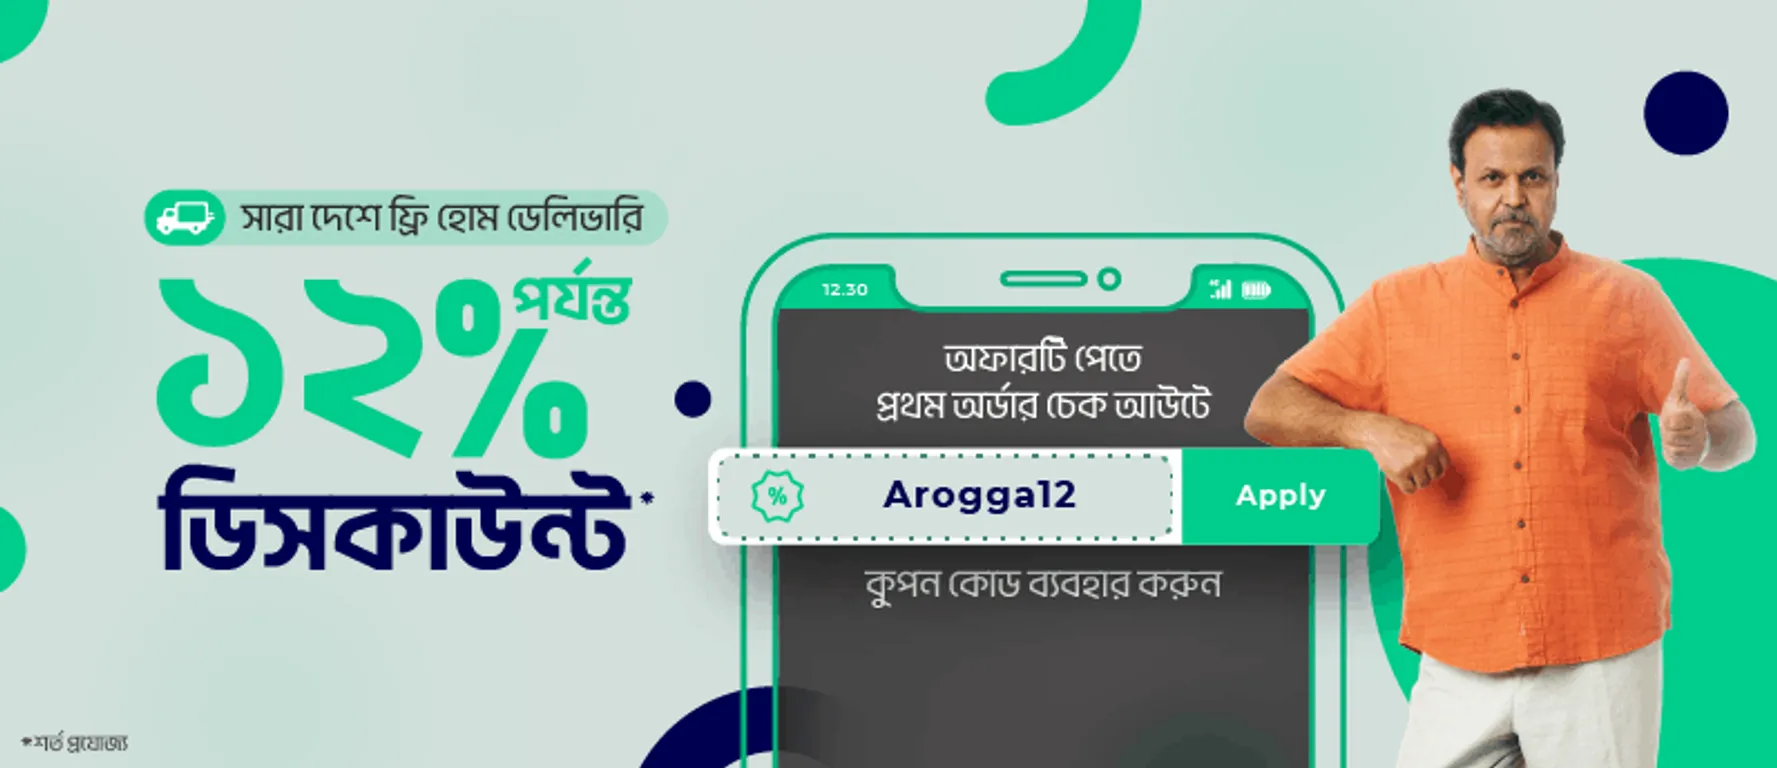 সারা দেশে ফ্রি হোম ডেলিভারি
১২% পর্যন্ত
ডিসকাউন্ট*
12.30
অফারটি পেতে
প্রথম অর্ডার চেক আউটে
% Arogga12 Apply
কুপন কোড ব্যবহার করুন
*শর্ত প্রযোজ্য